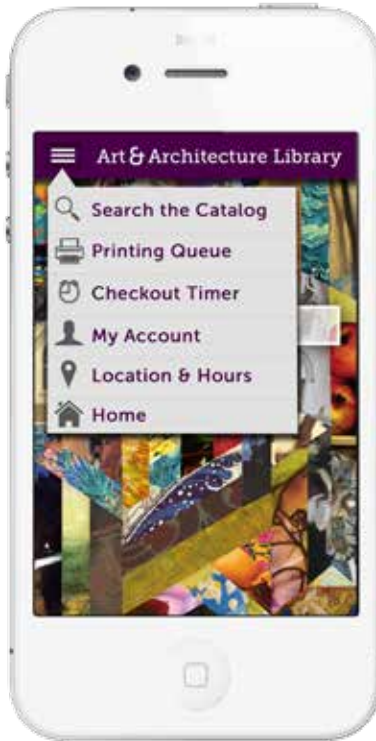 Art & Architecture Library
Search the Catalog
Printing Queue
Checkout Timer
My Account
Location & Hours
Home